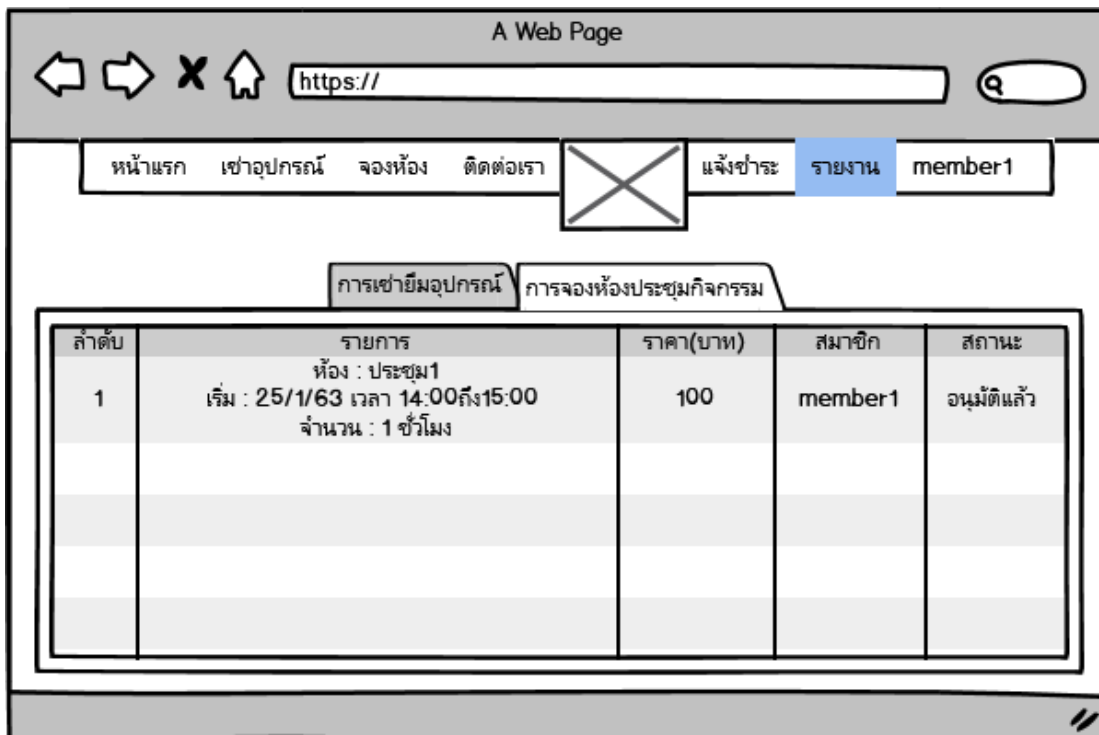 A Web Page
https://
หน้าแรก เช่าอุปกรณ์ จองห้อง ติดต่อเรา แจ้งชำระ รายงาน member1
การเช่ายืมอุปกรณ์ การจองห้องประชุมกิจกรรม
ลำดับ รายการ ราคา(บาท) สมาชิก สถานะ
ห้อง : ประชุม1
1 เริ่ม : 25/1/63 เวลา 14:00ถึง15:00 100 member1 อนุมัติแล้ว
จำนวน : 1 ชั่วโมง